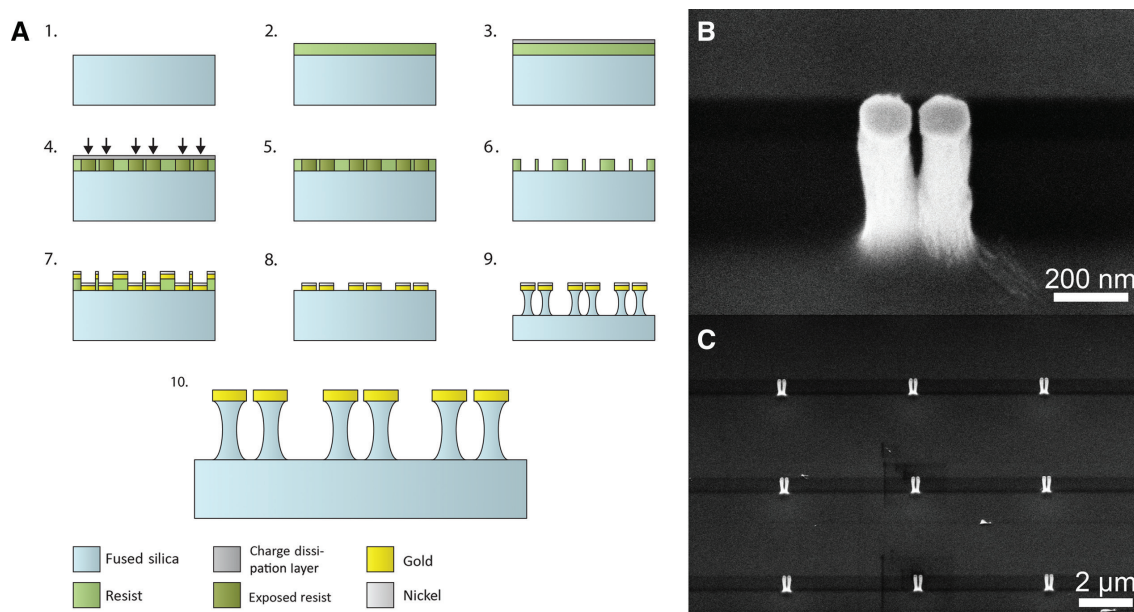 A
1.
2.
3.
4.
5.
6.
7.
8.
9.
10.
Fused silica
Charge dissi-
pation layer
Gold
Resist
Exposed resist
Nickel
B
200 nm
C
2 μm